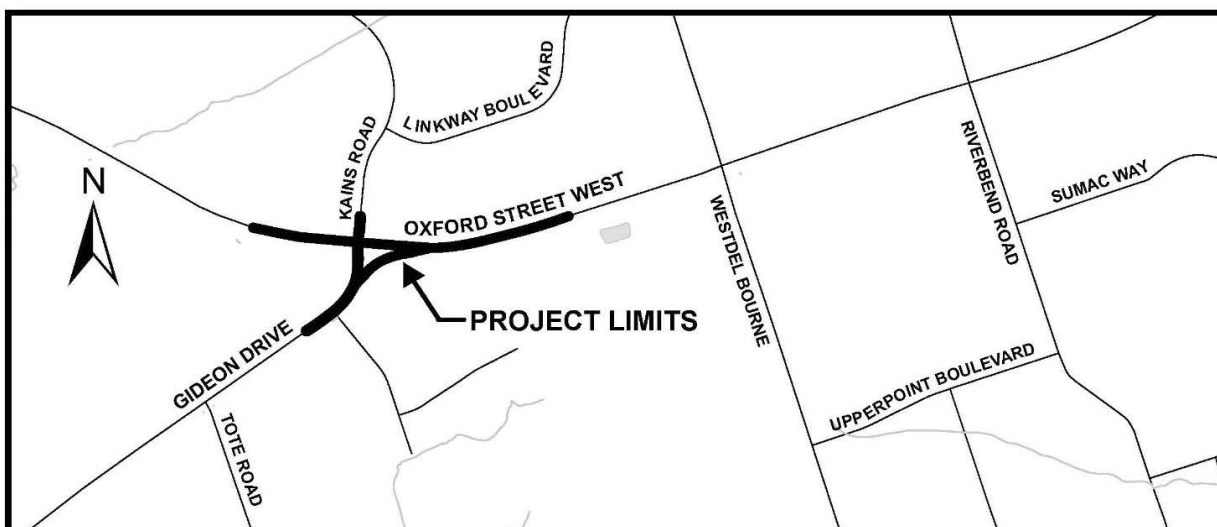 LINKWAY BOULEVARD
KAINS ROAD
N
OXFORD STREET WEST
RIVERBEND ROAD
SUMAC WAY
WESTDEL BOURNE
PROJECT LIMITS
GIDEON DRIVE
UPPERPOINT BOULEVARD
TOTE ROAD